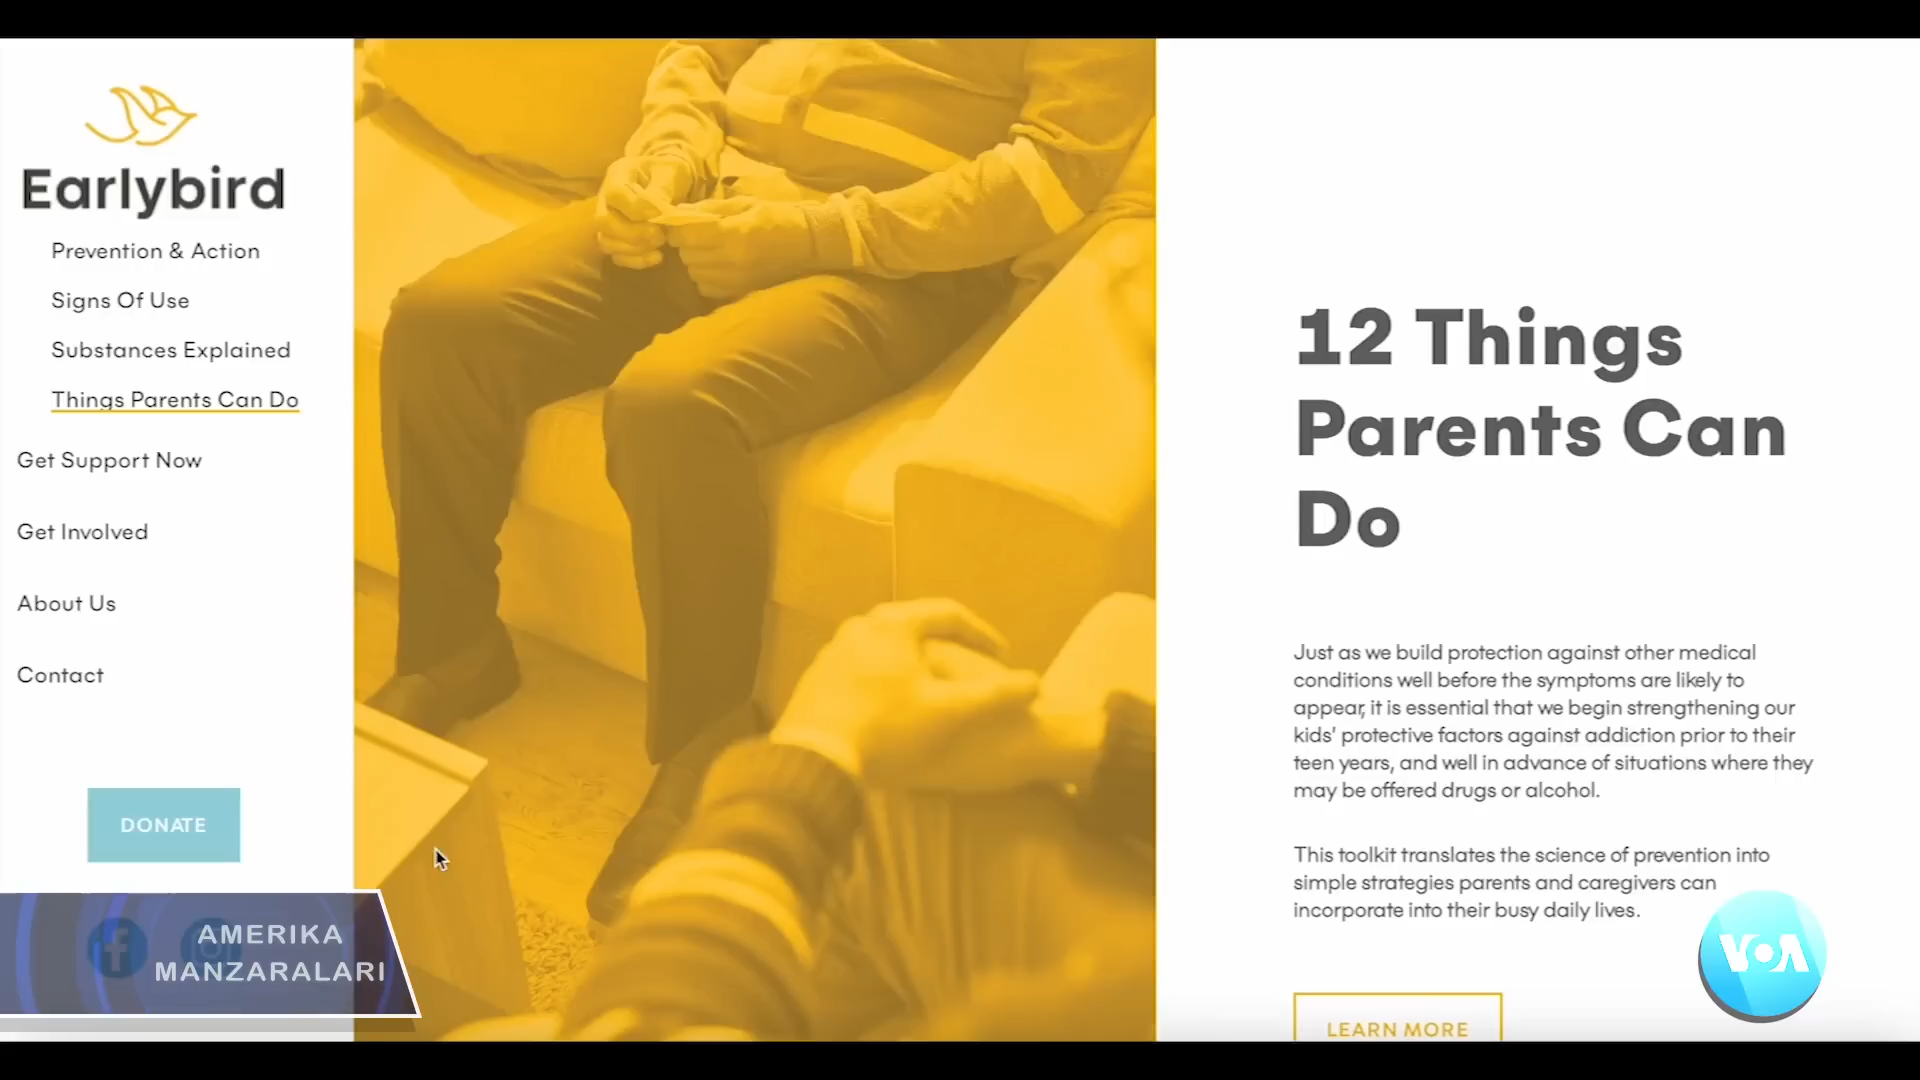 Earlybird
Prevention & Action
Signs Of Use
Substances Explained
Things Parents Can Do
Get Support Now
Get Involved
About Us
Contact
DONATE
AMERIKA
MANZARALARI
12 Things
Parents Can
Do
Just as we build protection against other medical
conditions well before the symptoms are likely to
appear, it is essential that we begin strengthening our
kids' protective factors against addiction prior to their
teen years, and well in advance of situations where they
may be offered drugs or alcohol.
This toolkit translates the science of prevention into
simple strategies parents and caregivers can
incorporate into their busy daily lives.
LEARN MORE
VOA